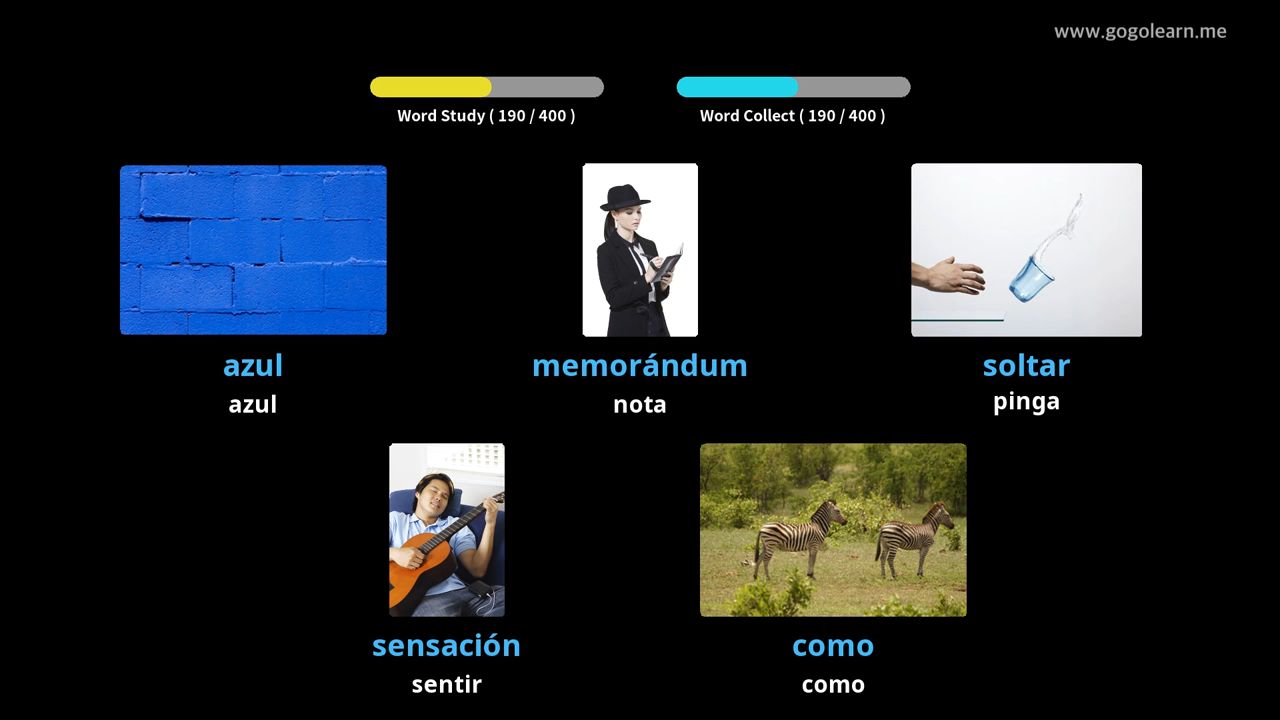 www.gogolearn.me
Word Study ( 190 / 400 )
Word Collect ( 190 / 400 )
azul
azul
memorándum
nota
soltar
pinga
sensación
sentir
como
como